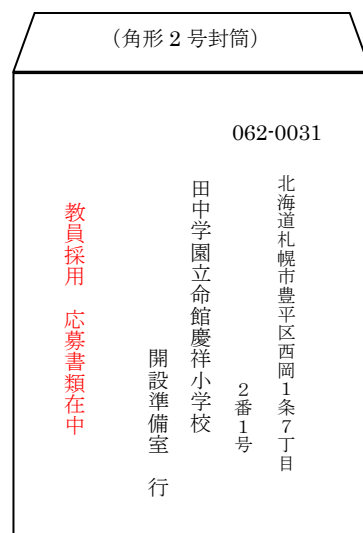 （角形２号封筒）
062-0031
北海道札幌市豊平区西岡１条７丁目
２番１号
田中学園立命館慶祥小学校
開設準備室　行
教員採用　応募書類在中